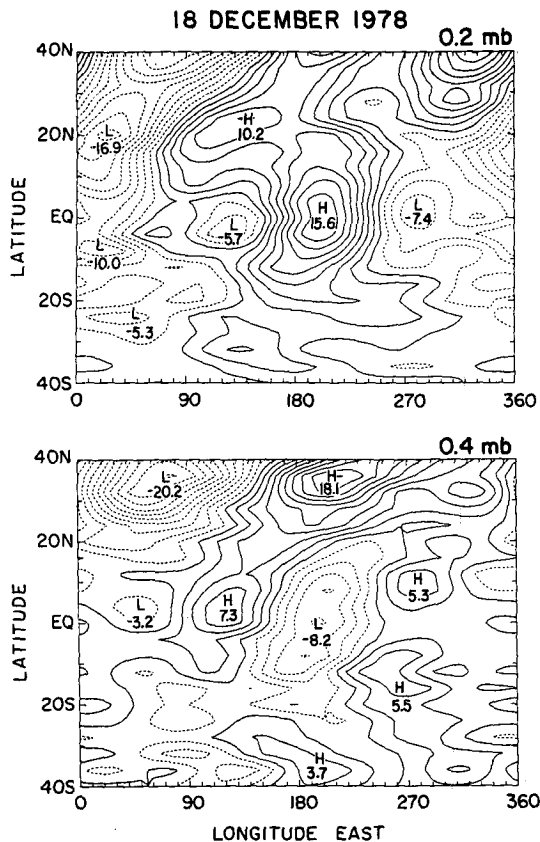 18 DECEMBER 1978
0.2 mb
40N
20N
EQ
20S
40S
LATITUDE
H
10.2
L
-16.9
H
15.6
L
-5.7
L
-7.4
L
-10.0
L
-5.3
0 90 180 270 360
0.4 mb
40N
20N
EQ
20S
40S
LATITUDE
L
-20.2
H
18.1
H
5.3
L
-3.2
H
7.3
L
-8.2
H
5.5
H
3.7
0 90 180 270 360
LONGITUDE EAST